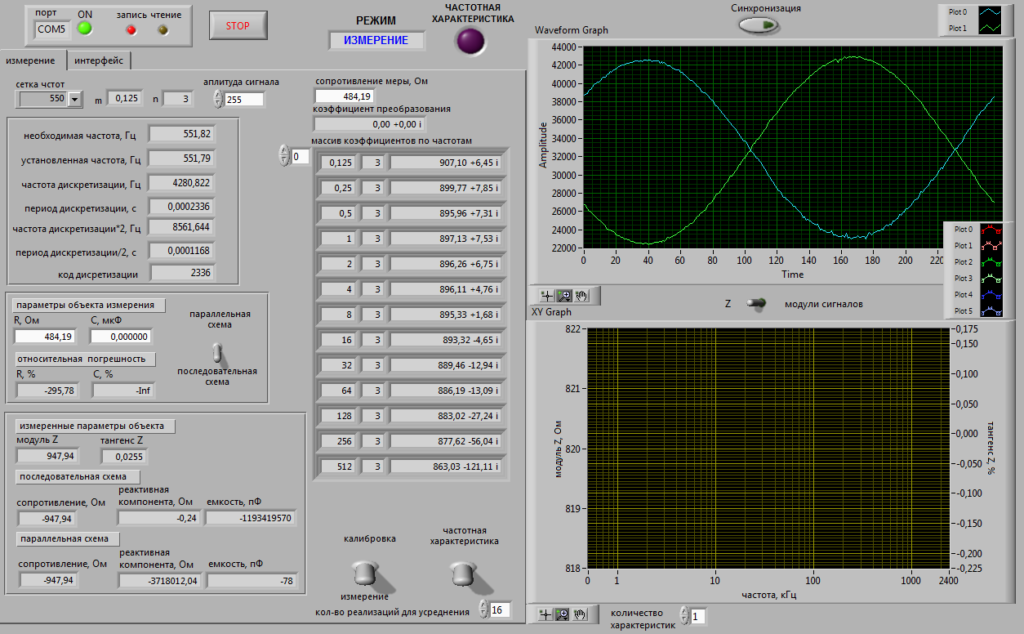 порт
COM5
ON
запись чтение
STOP
РЕЖИМ
ИЗМЕРЕНИЕ
ЧАСТОТНАЯ
ХАРАКТЕРИСТИКА
измерение
интерфейс
сетка чстот
550
m 0,125 n 3
аплитуда сигнала
255
необходимая частота, Гц 551,82
установленная частота, Гц 551,79
частота дискретизации, Гц 4280,822
период дискретизации, с 0,0002336
частота дискретизации*2, Гц 8561,644
период дискретизации/2, с 0,0001168
код дисретизации 2336
параметры объекта измерения
R, Ом C, мкФ
484,19 0,000000
относительная погрешность
R, % C, %
-295,78 -Inf
параллельная
схема
последовательная
схема
измеренные параметры объекта
модуль Z тангенс Z
947,94 0,0255
последовательная схема
реактивная
сопротивление, Ом компонента, Ом емкость, пФ
-947,94 -0,24 -1193419570
параллельная схема
реактивная
сопротивление, Ом компонента, Ом емкость, пФ
-947,94 -3718012,04 -78
сопротивление меры, Ом
484,19
коэффициент преобразования
0,00 +0,00 i
массив коэффициентов по частотам
0
0,125 3 907,10 +6,45 i
0,25 3 899,77 +7,85 i
0,5 3 895,96 +7,31 i
1 3 897,13 +7,53 i
2 3 896,26 +6,75 i
4 3 896,11 +4,76 i
8 3 895,33 +1,68 i
16 3 893,32 -4,65 i
32 3 889,46 -12,94 i
64 3 886,19 -13,09 i
128 3 883,02 -27,24 i
256 3 877,62 -56,04 i
512 3 863,03 -121,11 i
калибровка
измерение
частотная
характеристика
кол-во реализаций для усреднения 16
Синхронизация
Waveform Graph
Plot 0
Plot 1
44000
42000
40000
38000
36000
34000
32000
30000
28000
26000
24000
22000
Amplitude
0 20 40 60 80 100 120 140 160 180 200 220
Time
Plot 0
Plot 1
Plot 2
Plot 3
Plot 4
Plot 5
Z модули сигналов
XY Graph
822
821
820
819
818
модуль Z, Ом
0,175
0,150
0,100
0,050
0,000
-0,050
-0,100
-0,150
-0,200
-0,225
тангенс Z, %
0 1 10 100 1000 2400
частота, кГц
количество
характеристик 1